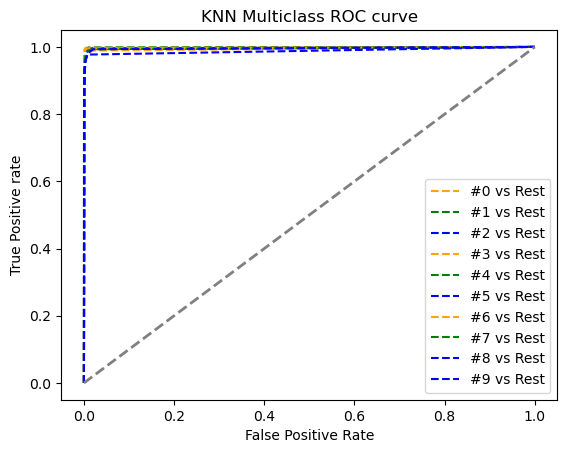 KNN Multiclass ROC curve
1.0
0.8
0.6
0.4
0.2
0.0
True Positive rate
#0 vs Rest
#1 vs Rest
#2 vs Rest
#3 vs Rest
#4 vs Rest
#5 vs Rest
#6 vs Rest
#7 vs Rest
#8 vs Rest
#9 vs Rest
0.0 0.2 0.4 0.6 0.8 1.0
False Positive Rate